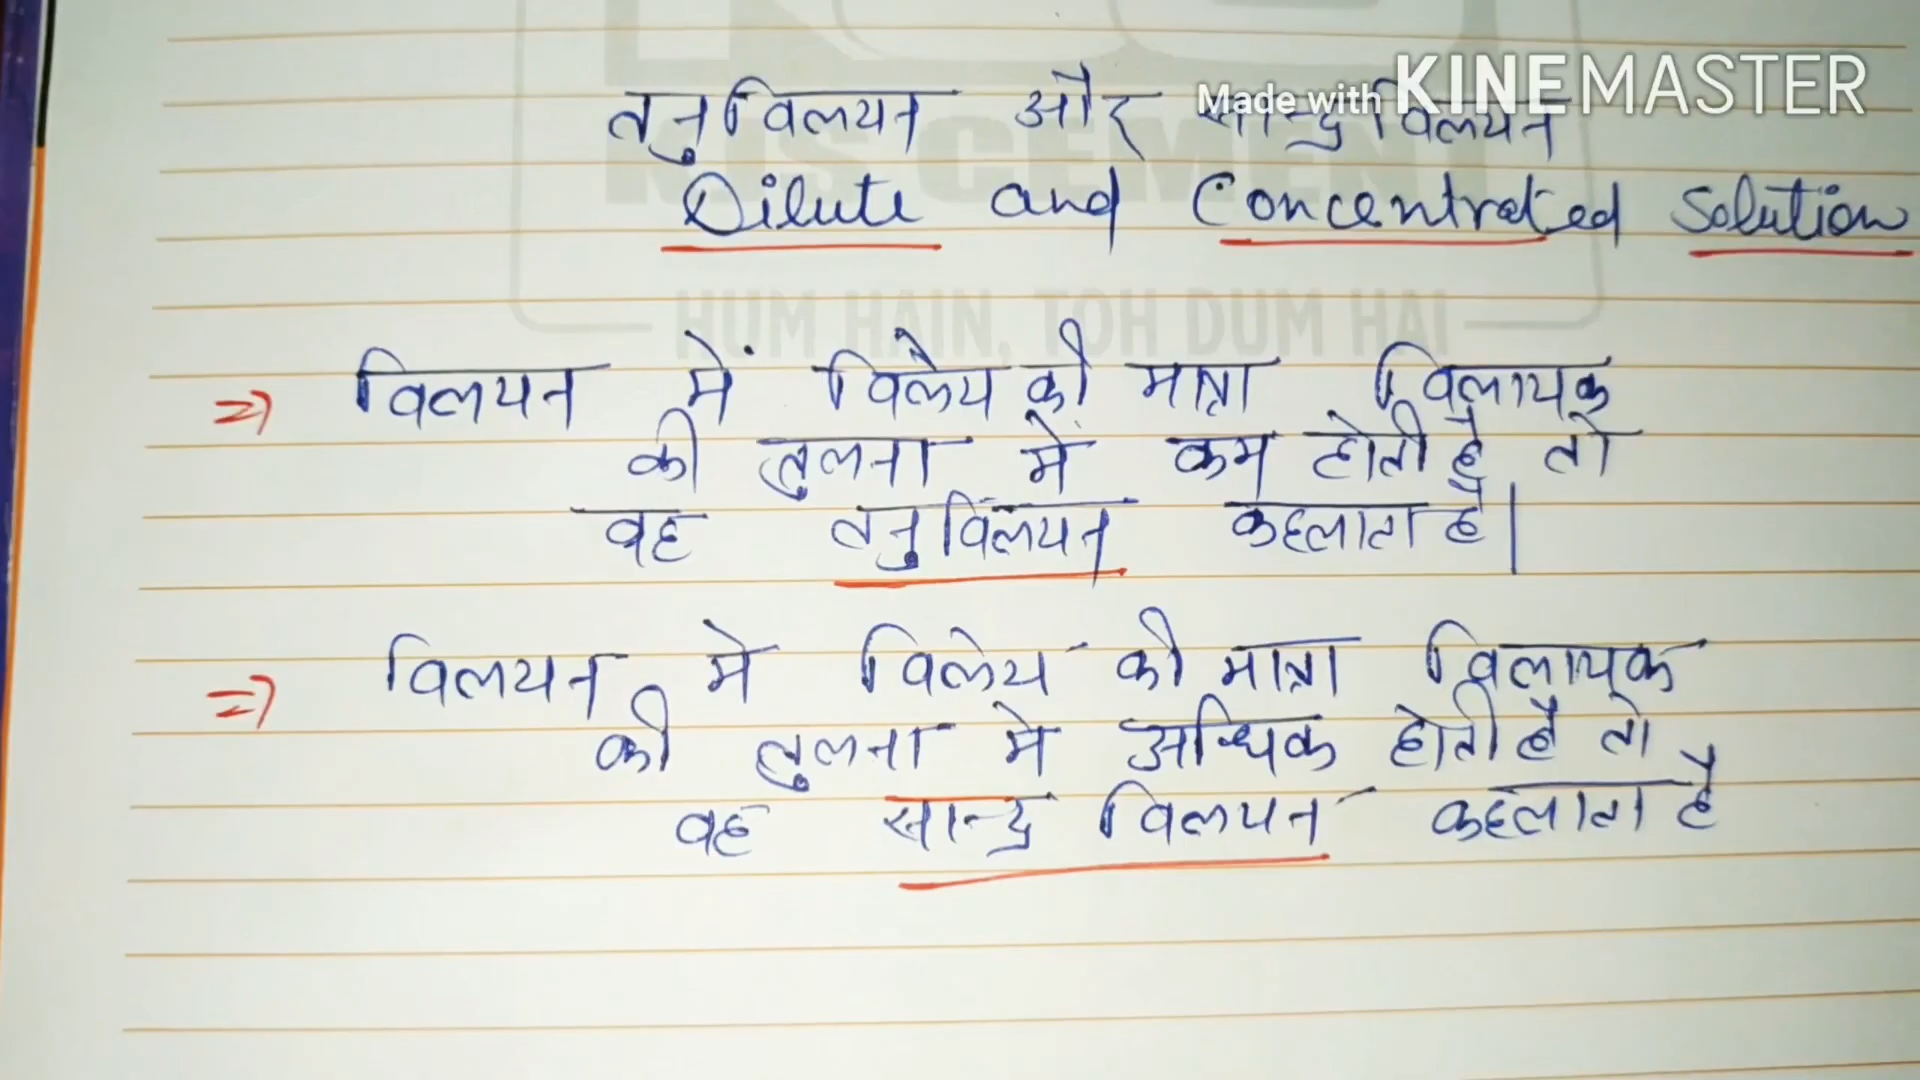 Made with KINEMASTER
तनु विलयन और सान्द्र विलयन
Dilute and Concentrated Solution
HUM HAIN, TOH DUM HAI
⇒ विलयन में विलेय की मात्रा विलायक
की तुलना में कम होती है तो
वह तनु विलयन कहलाता है।
⇒ विलयन मे विलेय की मात्रा विलायक
की तुलना मे अधिक होती है तो
वह सान्द्र विलयन कहलाता है